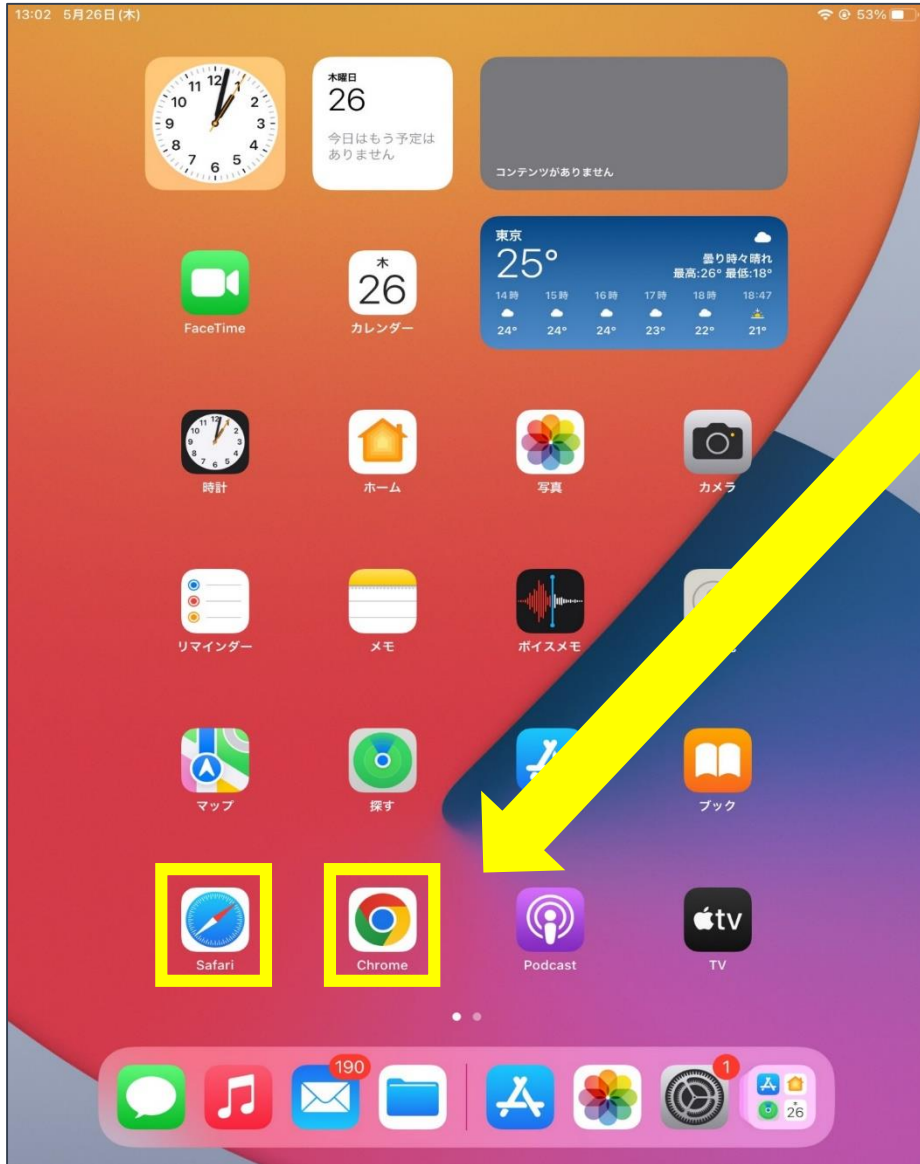 13:02 5月26日(木)
53%
木曜日
26
今日はもう予定は
ありません
コンテンツがありません
東京
25°
曇り時々晴れ
最高:26° 最低:18°
14時 15時 16時 17時 18時 18:47
24° 24° 24° 23° 22° 21°
12 1 2 3 4 5 6 7 8 9 10 11
FaceTime
木
26
カレンダー
時計
ホーム
写真
カメラ
リマインダー
メモ
ボイスメモ
マップ
探す
ブック
Safari
Chrome
Podcast
tv
TV
190
1
26